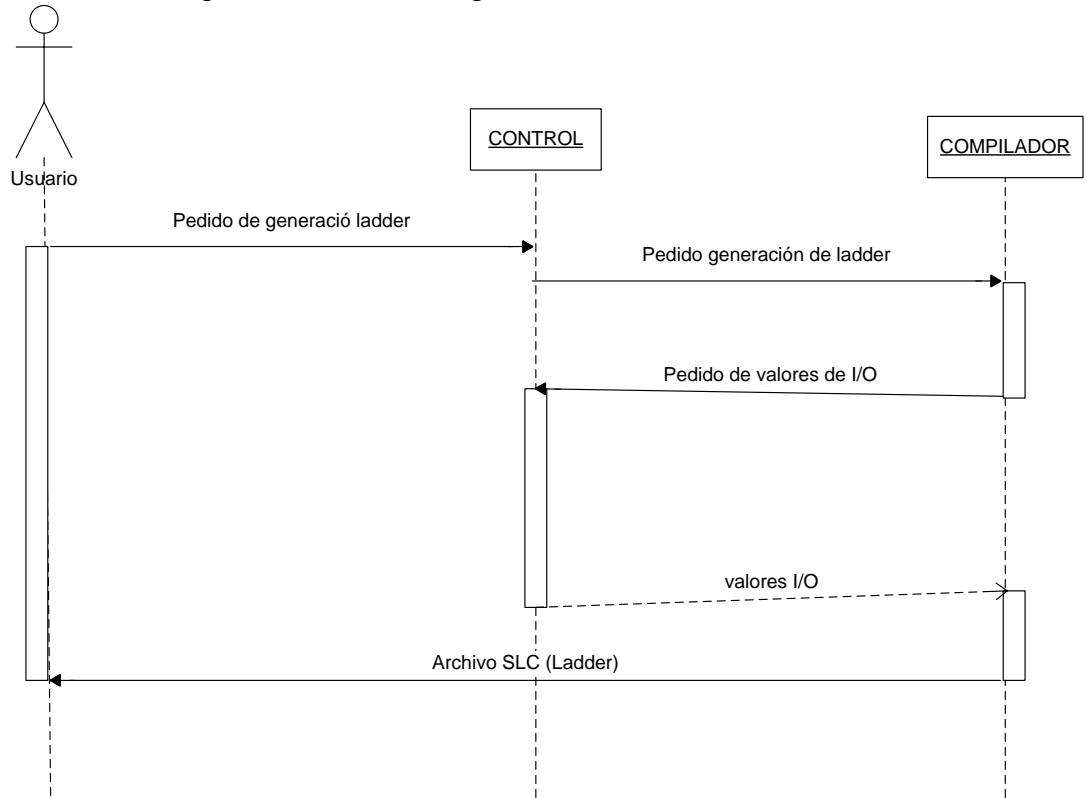 CONTROL
COMPILADOR
Usuario
Pedido de generació ladder
Pedido generación de ladder
Pedido de valores de I/O
valores I/O
Archivo SLC (Ladder)